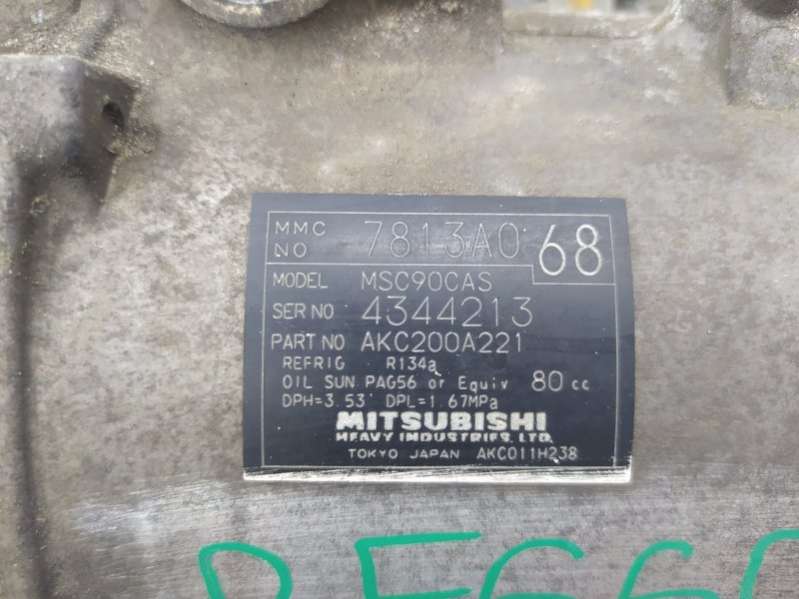 MMC NO 7813A068
MODEL MSC90CAS
SER NO 4344213
PART NO AKC200A221
REFRIG R134a
OIL SUN PAG56 or Equiv 80 cc
DPH=3.53 DPL=1.67MPa
MITSUBISHI
HEAVY INDUSTRIES, LTD.
TOKYO JAPAN AKC011H238